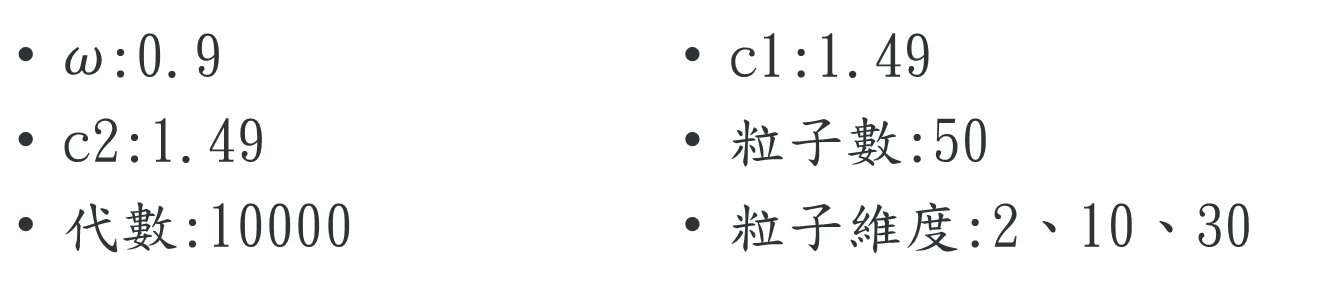 • ω:0.9
• c1:1.49
• c2:1.49
• 粒子數:50
• 代數:10000
• 粒子維度:2、10、30